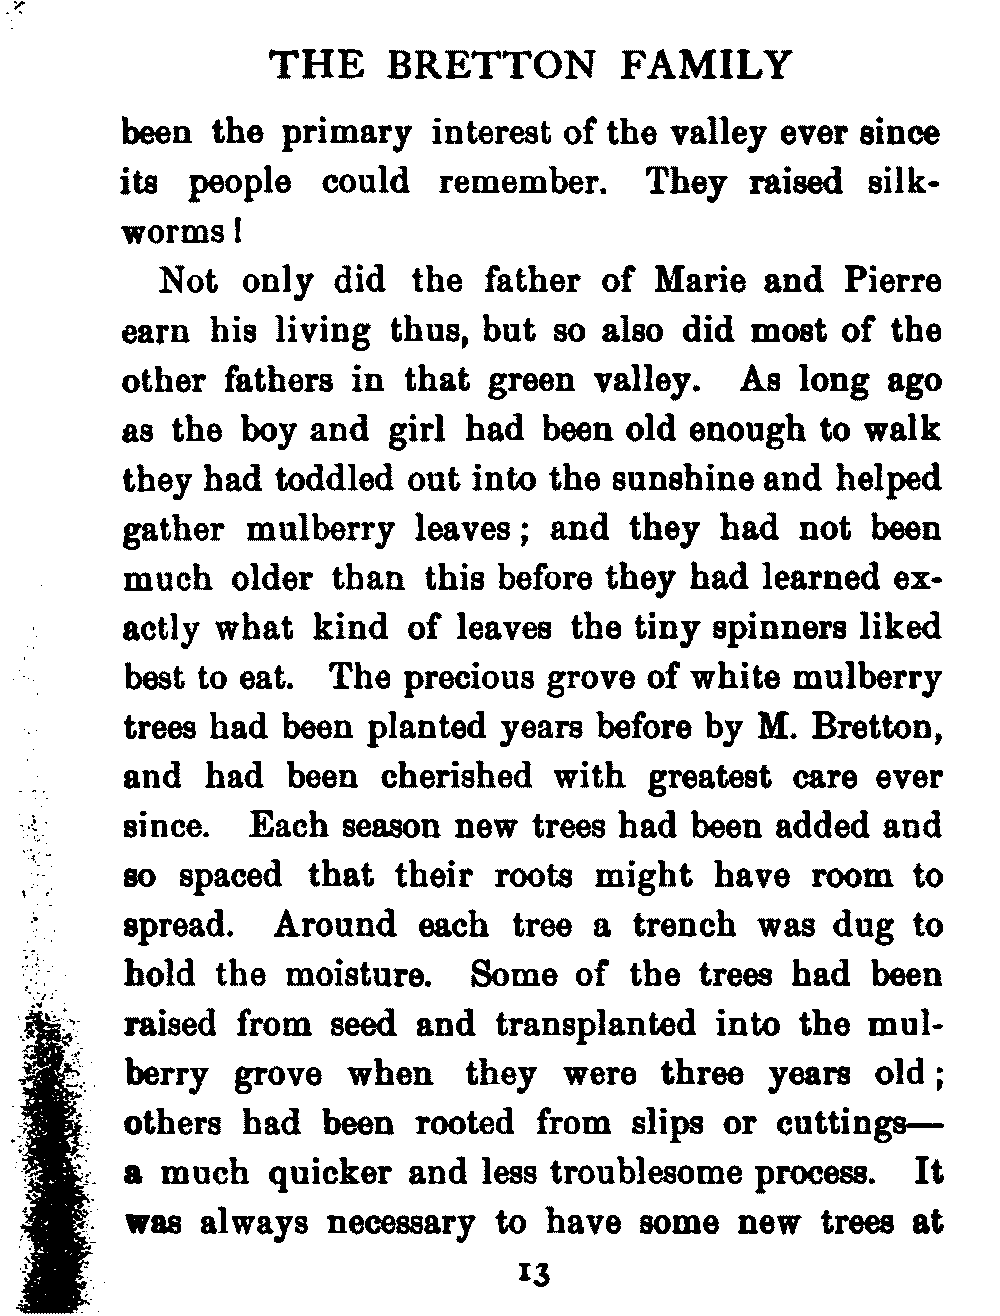 THE BRETTON FAMILY
been the primary interest of the valley ever since
its people could remember. They raised silk-
worms!
Not only did the father of Marie and Pierre
earn his living thus, but so also did most of the
other fathers in that green valley. As long ago
as the boy and girl had been old enough to walk
they had toddled out into the sunshine and helped
gather mulberry leaves; and they had not been
much older than this before they had learned ex-
actly what kind of leaves the tiny spinners liked
best to eat. The precious grove of white mulberry
trees had been planted years before by M. Bretton,
and had been cherished with greatest care ever
since. Each season new trees had been added and
so spaced that their roots might have room to
spread. Around each tree a trench was dug to
hold the moisture. Some of the trees had been
raised from seed and transplanted into the mul-
berry grove when they were three years old;
others had been rooted from slips or cuttings—
a much quicker and less troublesome process. It
was always necessary to have some new trees at
13